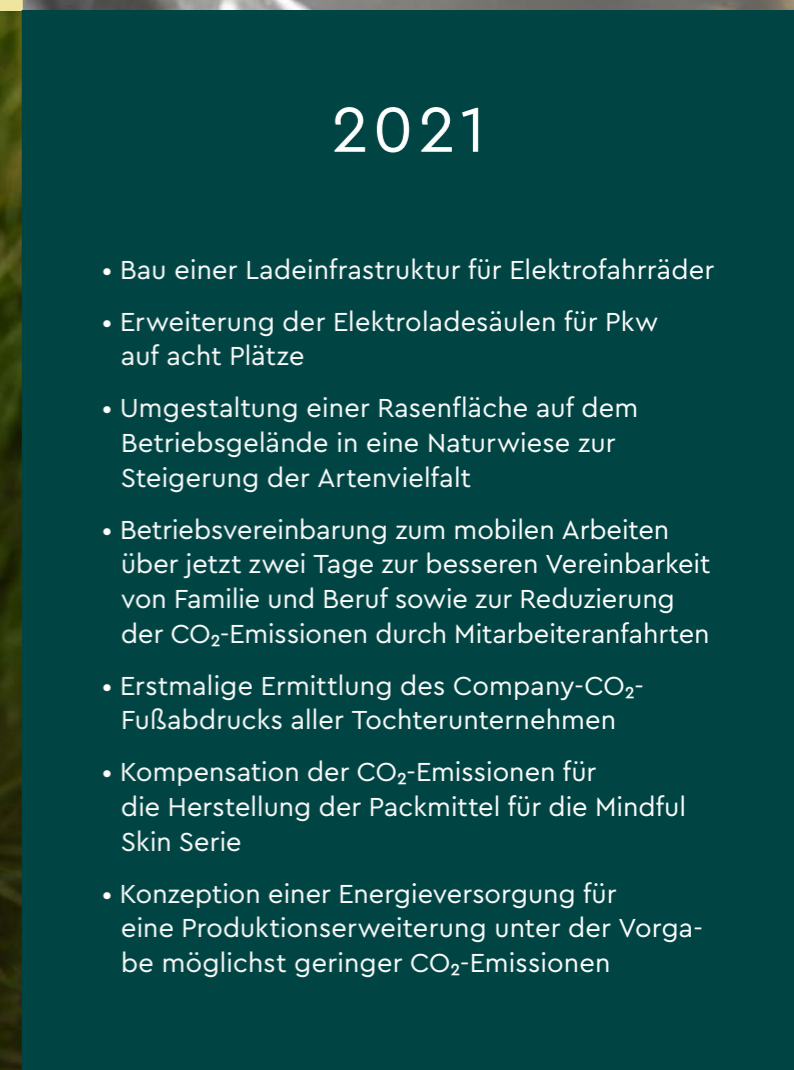 2021
• Bau einer Ladeinfrastruktur für Elektrofahrräder
• Erweiterung der Elektroladesäulen für Pkw
auf acht Plätze
• Umgestaltung einer Rasenfläche auf dem
Betriebsgelände in eine Naturwiese zur
Steigerung der Artenvielfalt
• Betriebsvereinbarung zum mobilen Arbeiten
über jetzt zwei Tage zur besseren Vereinbarkeit
von Familie und Beruf sowie zur Reduzierung
der CO₂-Emissionen durch Mitarbeiteranfahrten
• Erstmalige Ermittlung des Company-CO₂-
Fußabdrucks aller Tochterunternehmen
• Kompensation der CO₂-Emissionen für
die Herstellung der Packmittel für die Mindful
Skin Serie
• Konzeption einer Energieversorgung für
eine Produktionserweiterung unter der Vorga-
be möglichst geringer CO₂-Emissionen